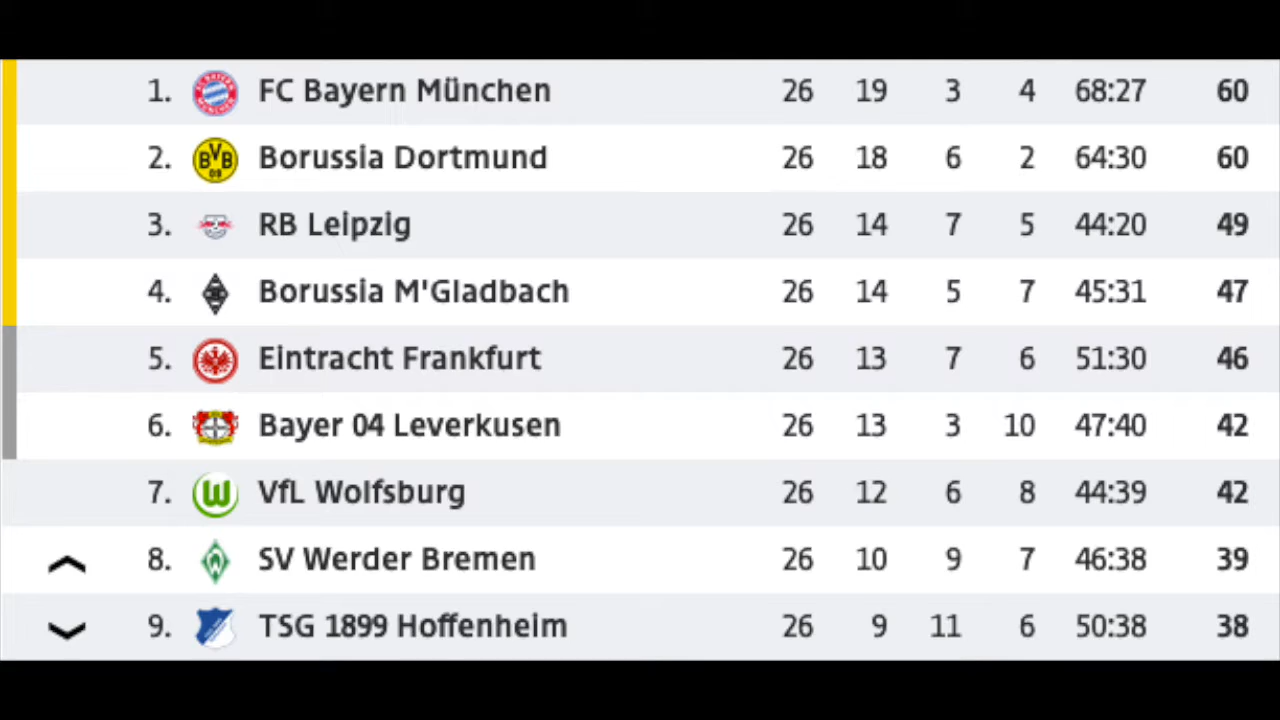 1. FC Bayern München 26 19 3 4 68:27 60
2. BVB 09 Borussia Dortmund 26 18 6 2 64:30 60
3. RB Leipzig 26 14 7 5 44:20 49
4. Borussia M'Gladbach 26 14 5 7 45:31 47
5. Eintracht Frankfurt 26 13 7 6 51:30 46
6. Bayer 04 Leverkusen 26 13 3 10 47:40 42
7. W VfL Wolfsburg 26 12 6 8 44:39 42
8. W SV Werder Bremen 26 10 9 7 46:38 39
9. TSG 1899 Hoffenheim 26 9 11 6 50:38 38